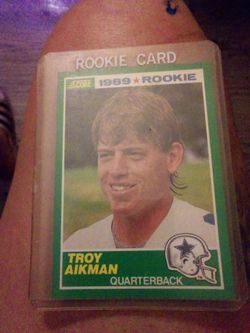 ROOKIE CARD
SCORE 1989 ★ ROOKIE
TROY
AIKMAN
QUARTERBACK